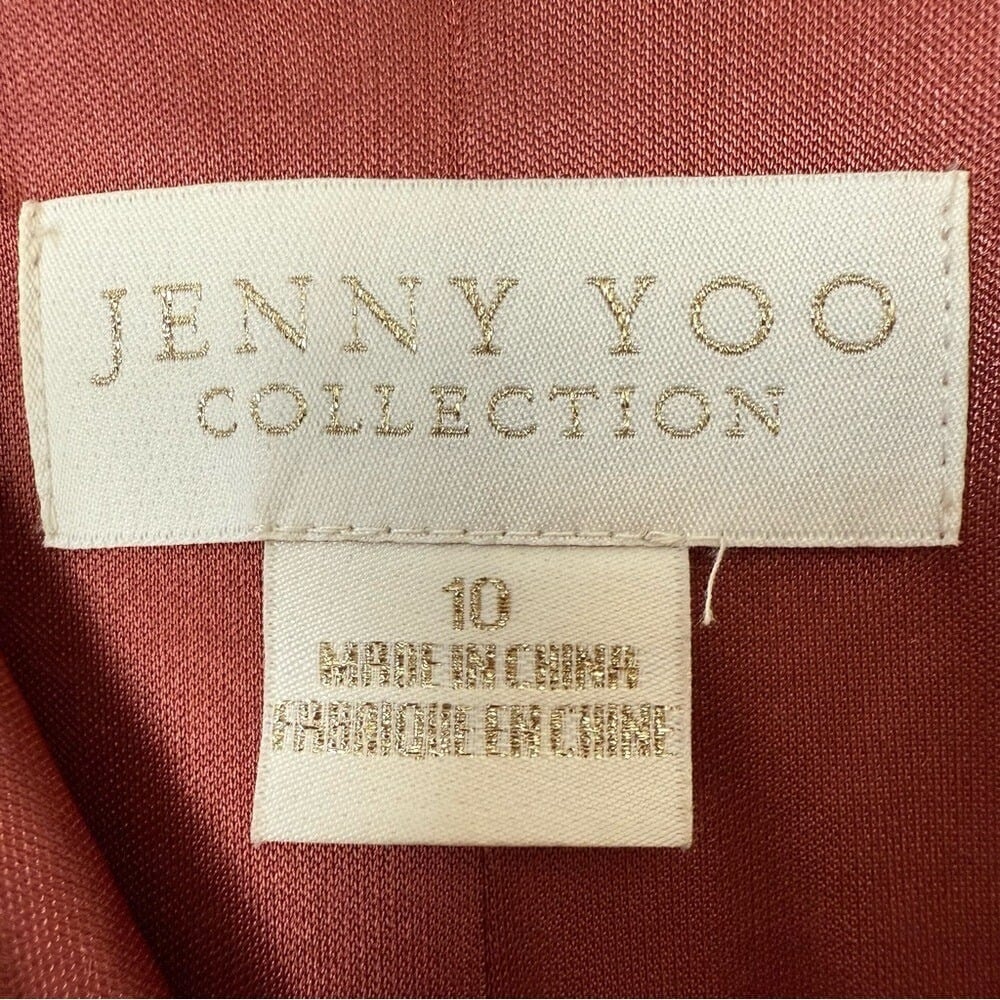 JENNY YOO
COLLECTION
10
MADE IN CHINA
FABRIQUE EN CHINE